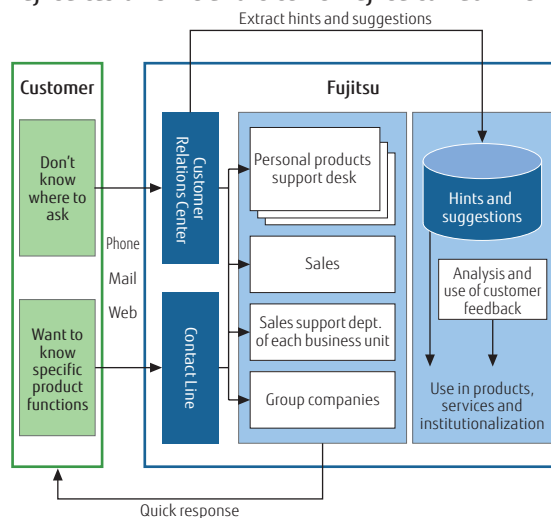 Extract hints and suggestions
Customer
Fujitsu
Don't
know
where to
ask
Phone
Mail
Web
Want to
know
specific
product
functions
Customer
Relations Center
Contact Line
Personal products
support desk
Sales
Sales support dept.
of each business unit
Group companies
Hints and
suggestions
Analysis and
use of customer
feedback
Use in products,
services and
institutionalization
Quick response